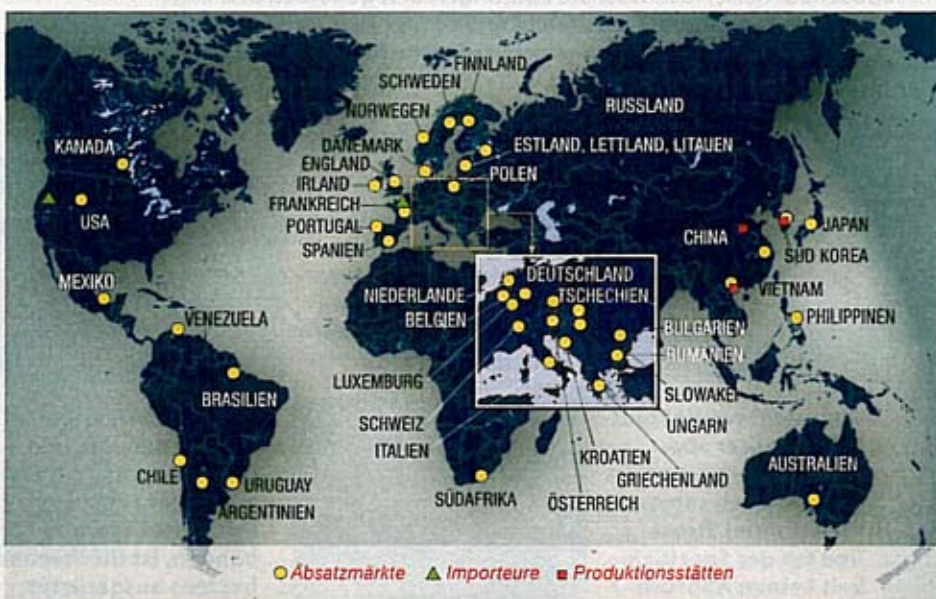 FINNLAND
SCHWEDEN
RUSSLAND
NORWEGEN
KANADA
DÄNEMARK
ESTLAND, LETTLAND, LITAUEN
ENGLAND
POLEN
IRLAND
FRANKREICH
USA
PORTUGAL
CHINA
JAPAN
SPANIEN
SÜD KOREA
DEUTSCHLAND
MEXIKO
NIEDERLANDE
TSCHECHIEN
VIETNAM
VENEZUELA
BELGIEN
PHILIPPINEN
BULGARIEN
RUMÄNIEN
LUXEMBURG
SLOWAKEI
BRASILIEN
SCHWEIZ
UNGARN
ITALIEN
KROATIEN
AUSTRALIEN
CHILE
GRIECHENLAND
URUGUAY
SÜDAFRIKA
ÖSTERREICH
ARGENTINIEN
Absatzmärkte Importeure Produktionsstätten